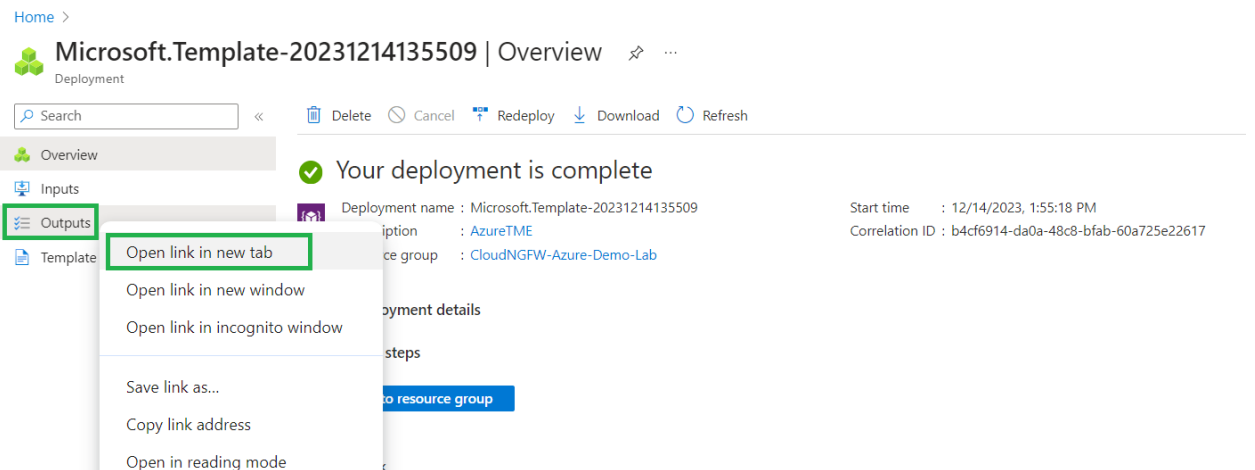 Home >
Microsoft.Template-20231214135509 | Overview
Deployment
Search
Delete Cancel Redeploy Download Refresh
Overview
Your deployment is complete
Inputs
Deployment name : Microsoft.Template-20231214135509 Start time : 12/14/2023, 1:55:18 PM
Outputs
: AzureTME Correlation ID : b4cf6914-da0a-48c8-bfab-60a725e22617
Open link in new tab
Template
: CloudNGFW-Azure-Demo-Lab
Open link in new window
details
Open link in incognito window
steps
Save link as...
to resource group
Copy link address
Open in reading mode